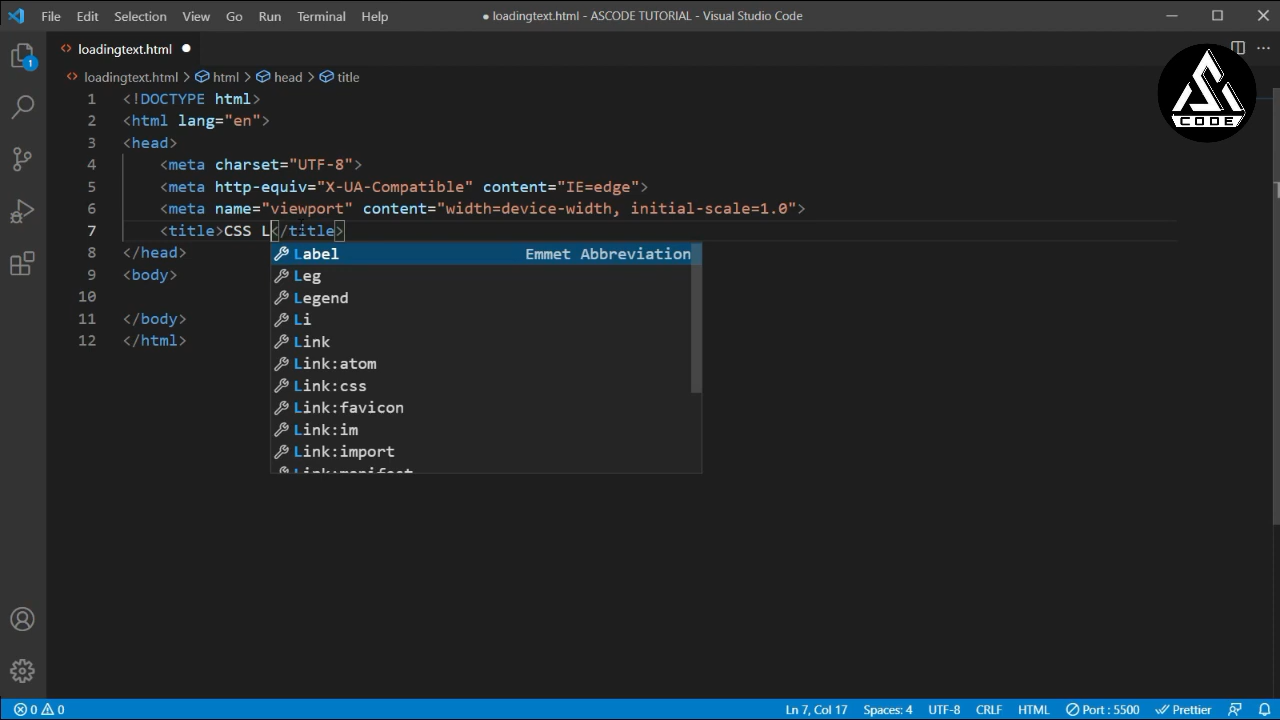 File Edit Selection View Go Run Terminal Help
● loadingtext.html - ASCODE TUTORIAL - Visual Studio Code
loadingtext.html ●
loadingtext.html > html > head > title
CODE
1 <!DOCTYPE html>
2 <html lang="en">
3 <head>
4 <meta charset="UTF-8">
5 <meta http-equiv="X-UA-Compatible" content="IE=edge">
6 <meta name="viewport" content="width=device-width, initial-scale=1.0">
7 <title>CSS L</title>
8 </head>
9 <body>
10
11 </body>
12 </html>
Label Emmet Abbreviation
Leg
Legend
Li
Link
Link:atom
Link:css
Link:favicon
Link:im
Link:import
Link:manifest
1
0 0 Ln 7, Col 17 Spaces: 4 UTF-8 CRLF HTML Port : 5500 Prettier